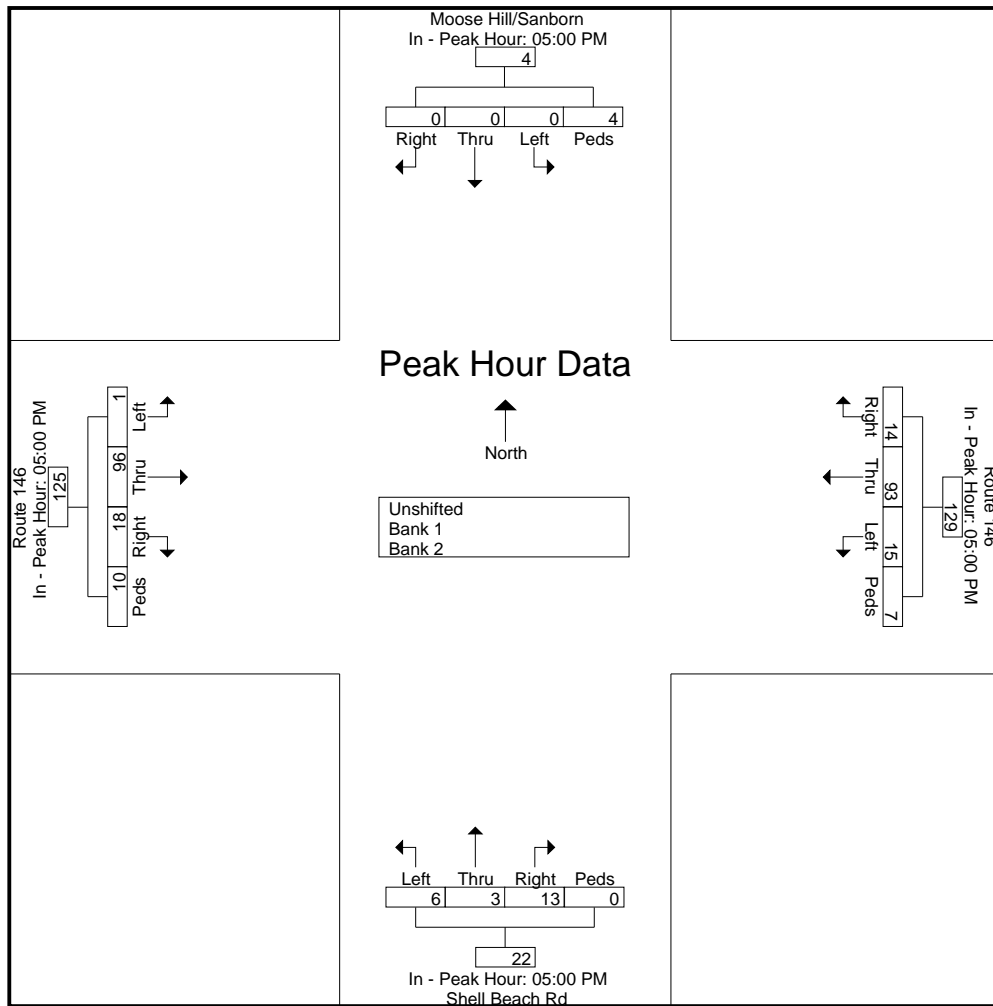 Moose Hill/Sanborn
In - Peak Hour: 05:00 PM
4
0 0 0 4
Right Thru Left Peds
Peak Hour Data
North
Unshifted
Bank 1
Bank 2
Route 146
In - Peak Hour: 05:00 PM
125
1 96 18 10
Left Thru Right Peds
Route 146
In - Peak Hour: 05:00 PM
129
14 93 15 7
Right Thru Left Peds
Left Thru Right Peds
6 3 13 0
22
In - Peak Hour: 05:00 PM
Shell Beach Rd